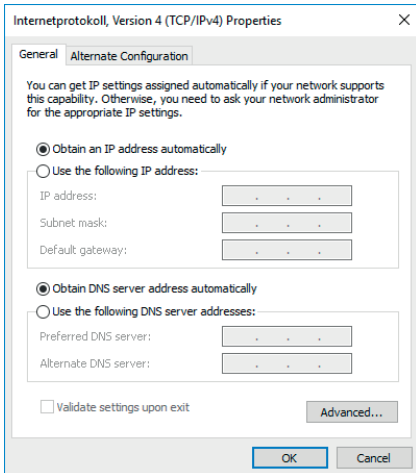 Internetprotokoll, Version 4 (TCP/IPv4) Properties
General
Alternate Configuration
You can get IP settings assigned automatically if your network supports
this capability. Otherwise, you need to ask your network administrator
for the appropriate IP settings.
Obtain an IP address automatically
Use the following IP address:
IP address:
Subnet mask:
Default gateway:
Obtain DNS server address automatically
Use the following DNS server addresses:
Preferred DNS server:
Alternate DNS server:
Validate settings upon exit
Advanced...
OK
Cancel